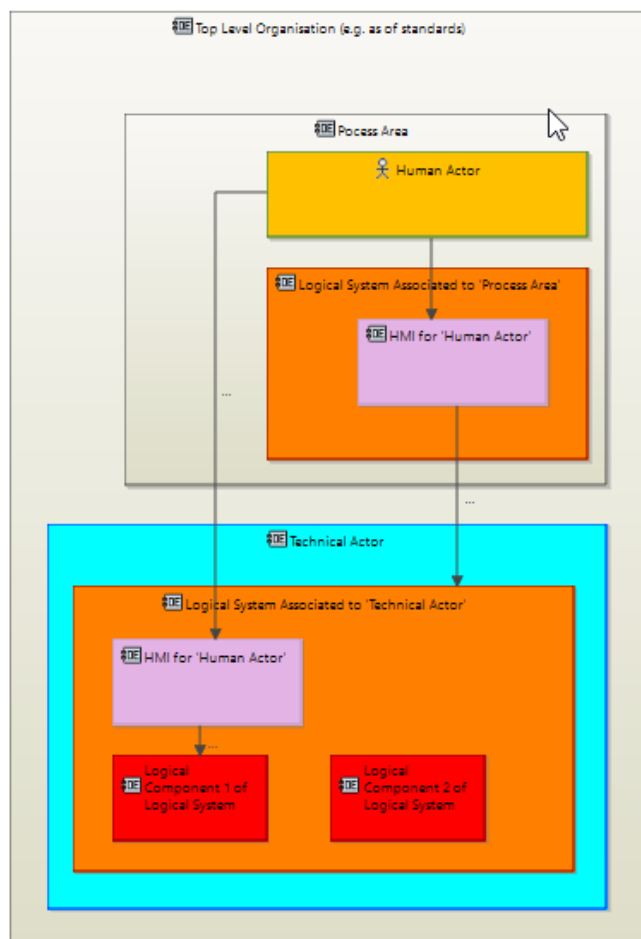 Top Level Organisation (e.g. as of standards)
Pocess Area
Human Actor
Logical System Associated to 'Process Area'
HMI for 'Human Actor'
...
...
Technical Actor
Logical System Associated to 'Technical Actor'
HMI for 'Human Actor'
...
Logical
Component 1 of
Logical System
Logical
Component 2 of
Logical System